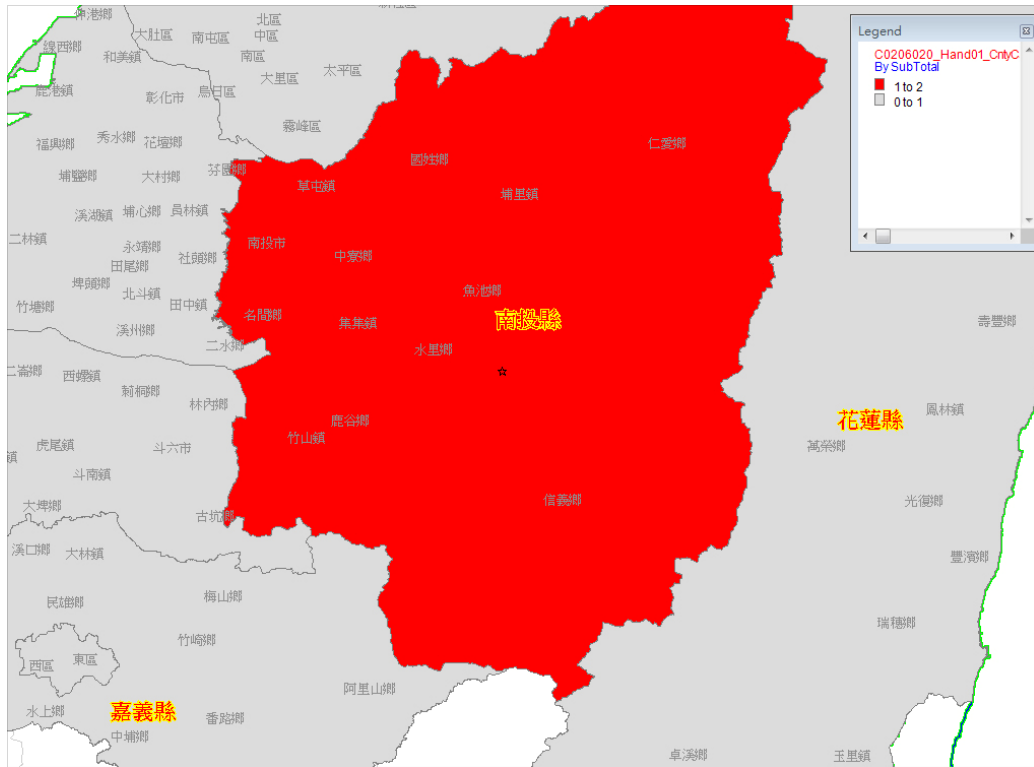 伸港鄉
北區
大肚區
南屯區
中區
線西鄉
和美鎮
南區
太平區
大里區
鹿港鎮
彰化市
烏日區
霧峰區
福興鄉
秀水鄉
花壇鄉
國姓鄉
仁愛鄉
芬園鄉
埔鹽鄉
大村鄉
草屯鎮
埔里鎮
溪湖鎮
埔心鄉
員林鎮
二林鎮
永靖鄉
南投市
社頭鄉
中寮鄉
田尾鄉
埤頭鄉
魚池鄉
北斗鎮
竹塘鄉
田中鎮
名間鄉
集集鎮
南投縣
壽豐鄉
溪州鄉
二水鄉
水里鄉
二崙鄉
西螺鎮
莿桐鄉
林內鄉
鳳林鎮
鹿谷鄉
花蓮縣
竹山鎮
虎尾鎮
斗六市
萬榮鄉
鎮
斗南鎮
信義鄉
光復鄉
大埤鄉
古坑鄉
溪口鄉
大林鎮
豐濱鄉
民雄鄉
梅山鄉
瑞穗鄉
竹崎鄉
西區
東區
阿里山鄉
水上鄉
嘉義縣
番路鄉
中埔鄉
卓溪鄉
玉里鎮
Legend
C0206020_Hand01_CntyC
By SubTotal
1 to 2
0 to 1